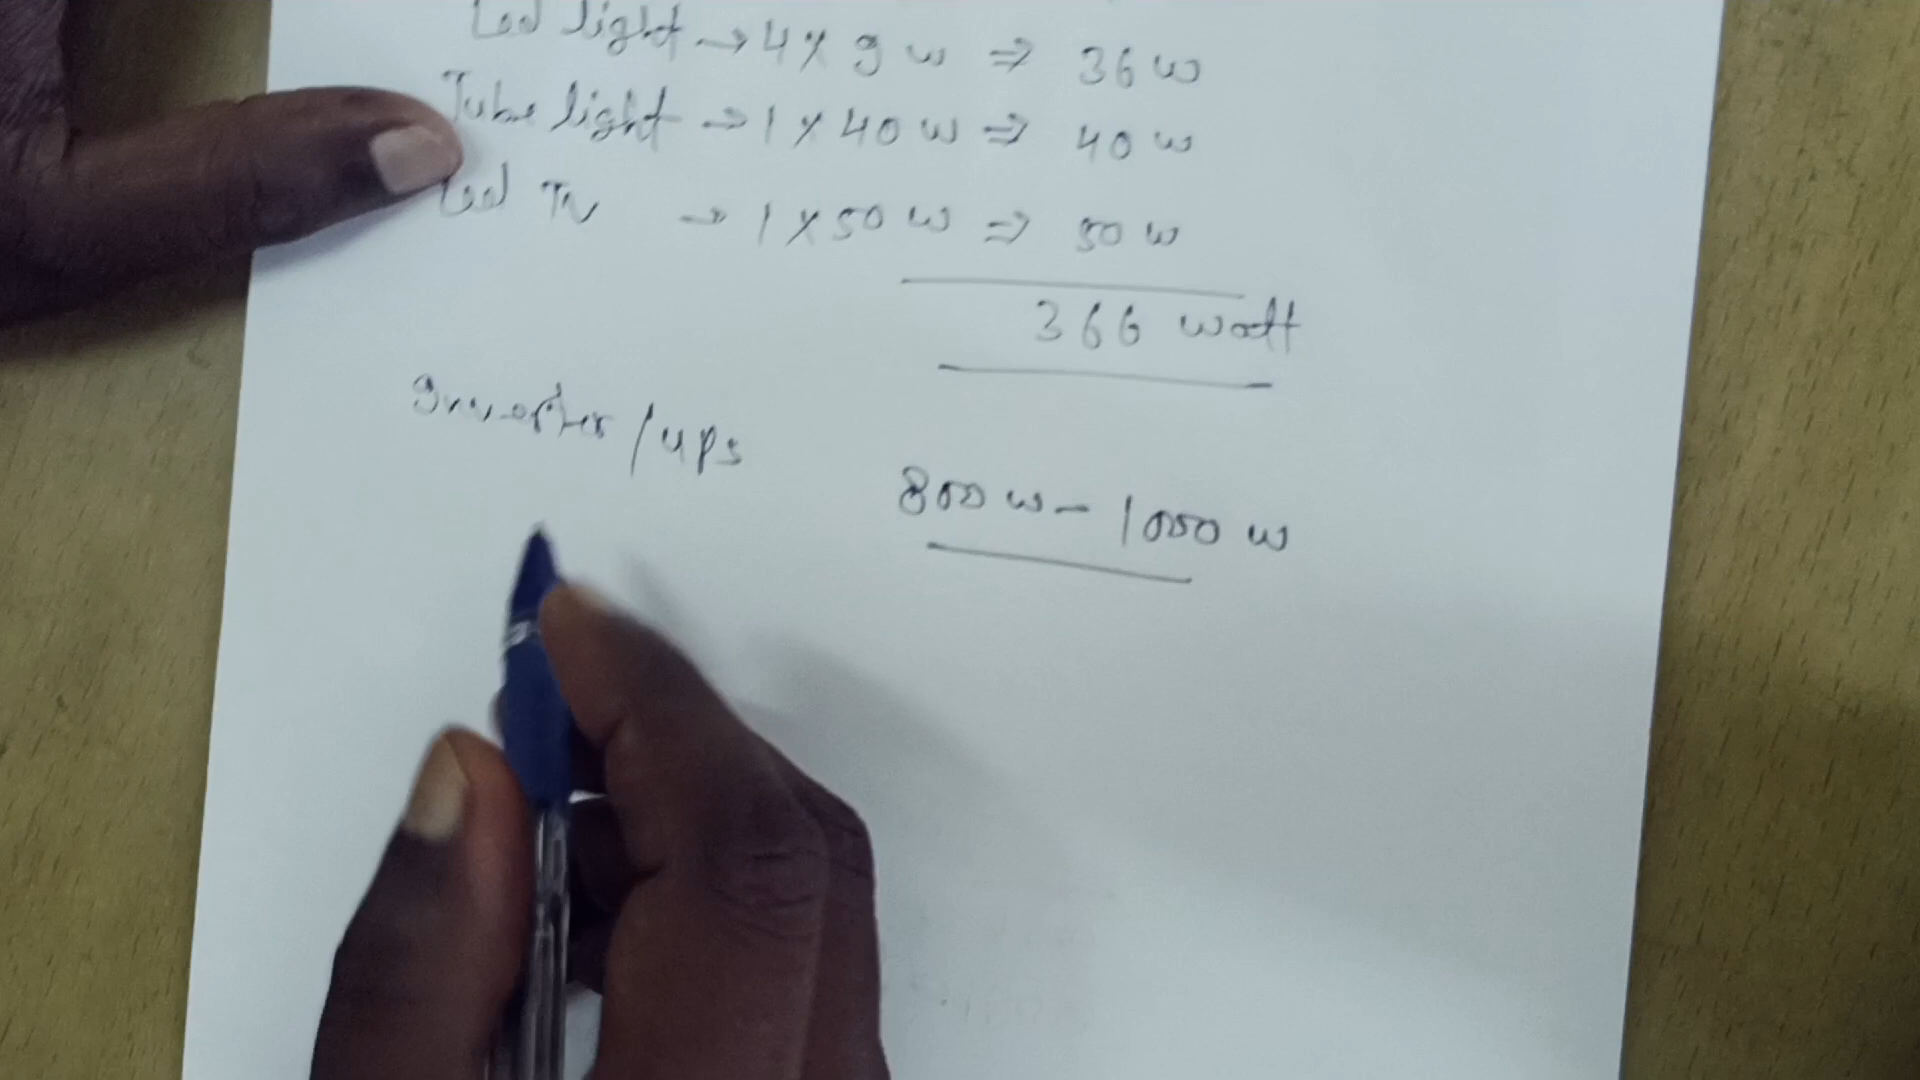 Led light → 4 x 9 w ⇒ 36 w
Tube light → 1 x 40 w ⇒ 40 w
Led TV → 1 x 50 w ⇒ 50 w
366 watt
Inverter / ups
800 w - 1000 w